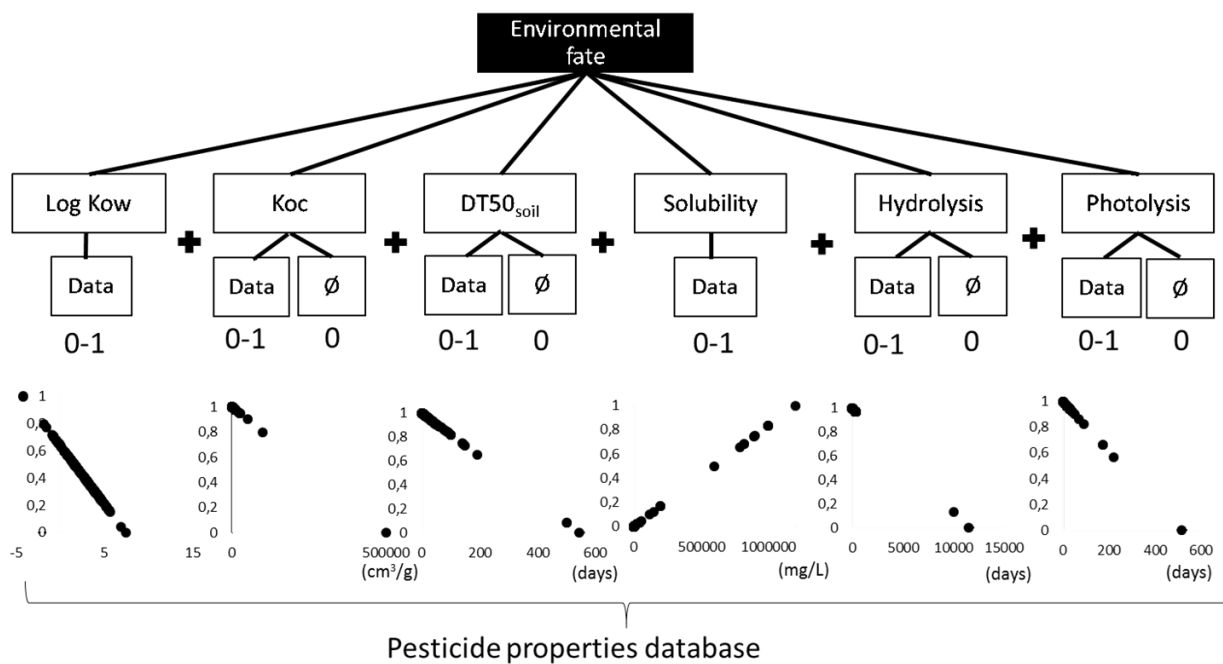 Environmental
fate
Log Kow
Koc
DT50soil
Solubility
Hydrolysis
Photolysis
Data
Data
Ø
Data
Ø
Data
Data
Ø
Data
Ø
0-1
0-1
0
0-1
0
0-1
0-1
0
0-1
0
1
0,8
0,6
0,4
0,2
0
-5
5
15
1
0,8
0,6
0,4
0,2
0
0
500000
(cm³/g)
1
0,8
0,6
0,4
0,2
0
0
200
400
600
(days)
1
0,8
0,6
0,4
0,2
0
0
500000
1000000
(mg/L)
1
0,8
0,6
0,4
0,2
0
0
5000
10000
15000
(days)
1
0,8
0,6
0,4
0,2
0
0
200
400
600
(days)
Pesticide properties database